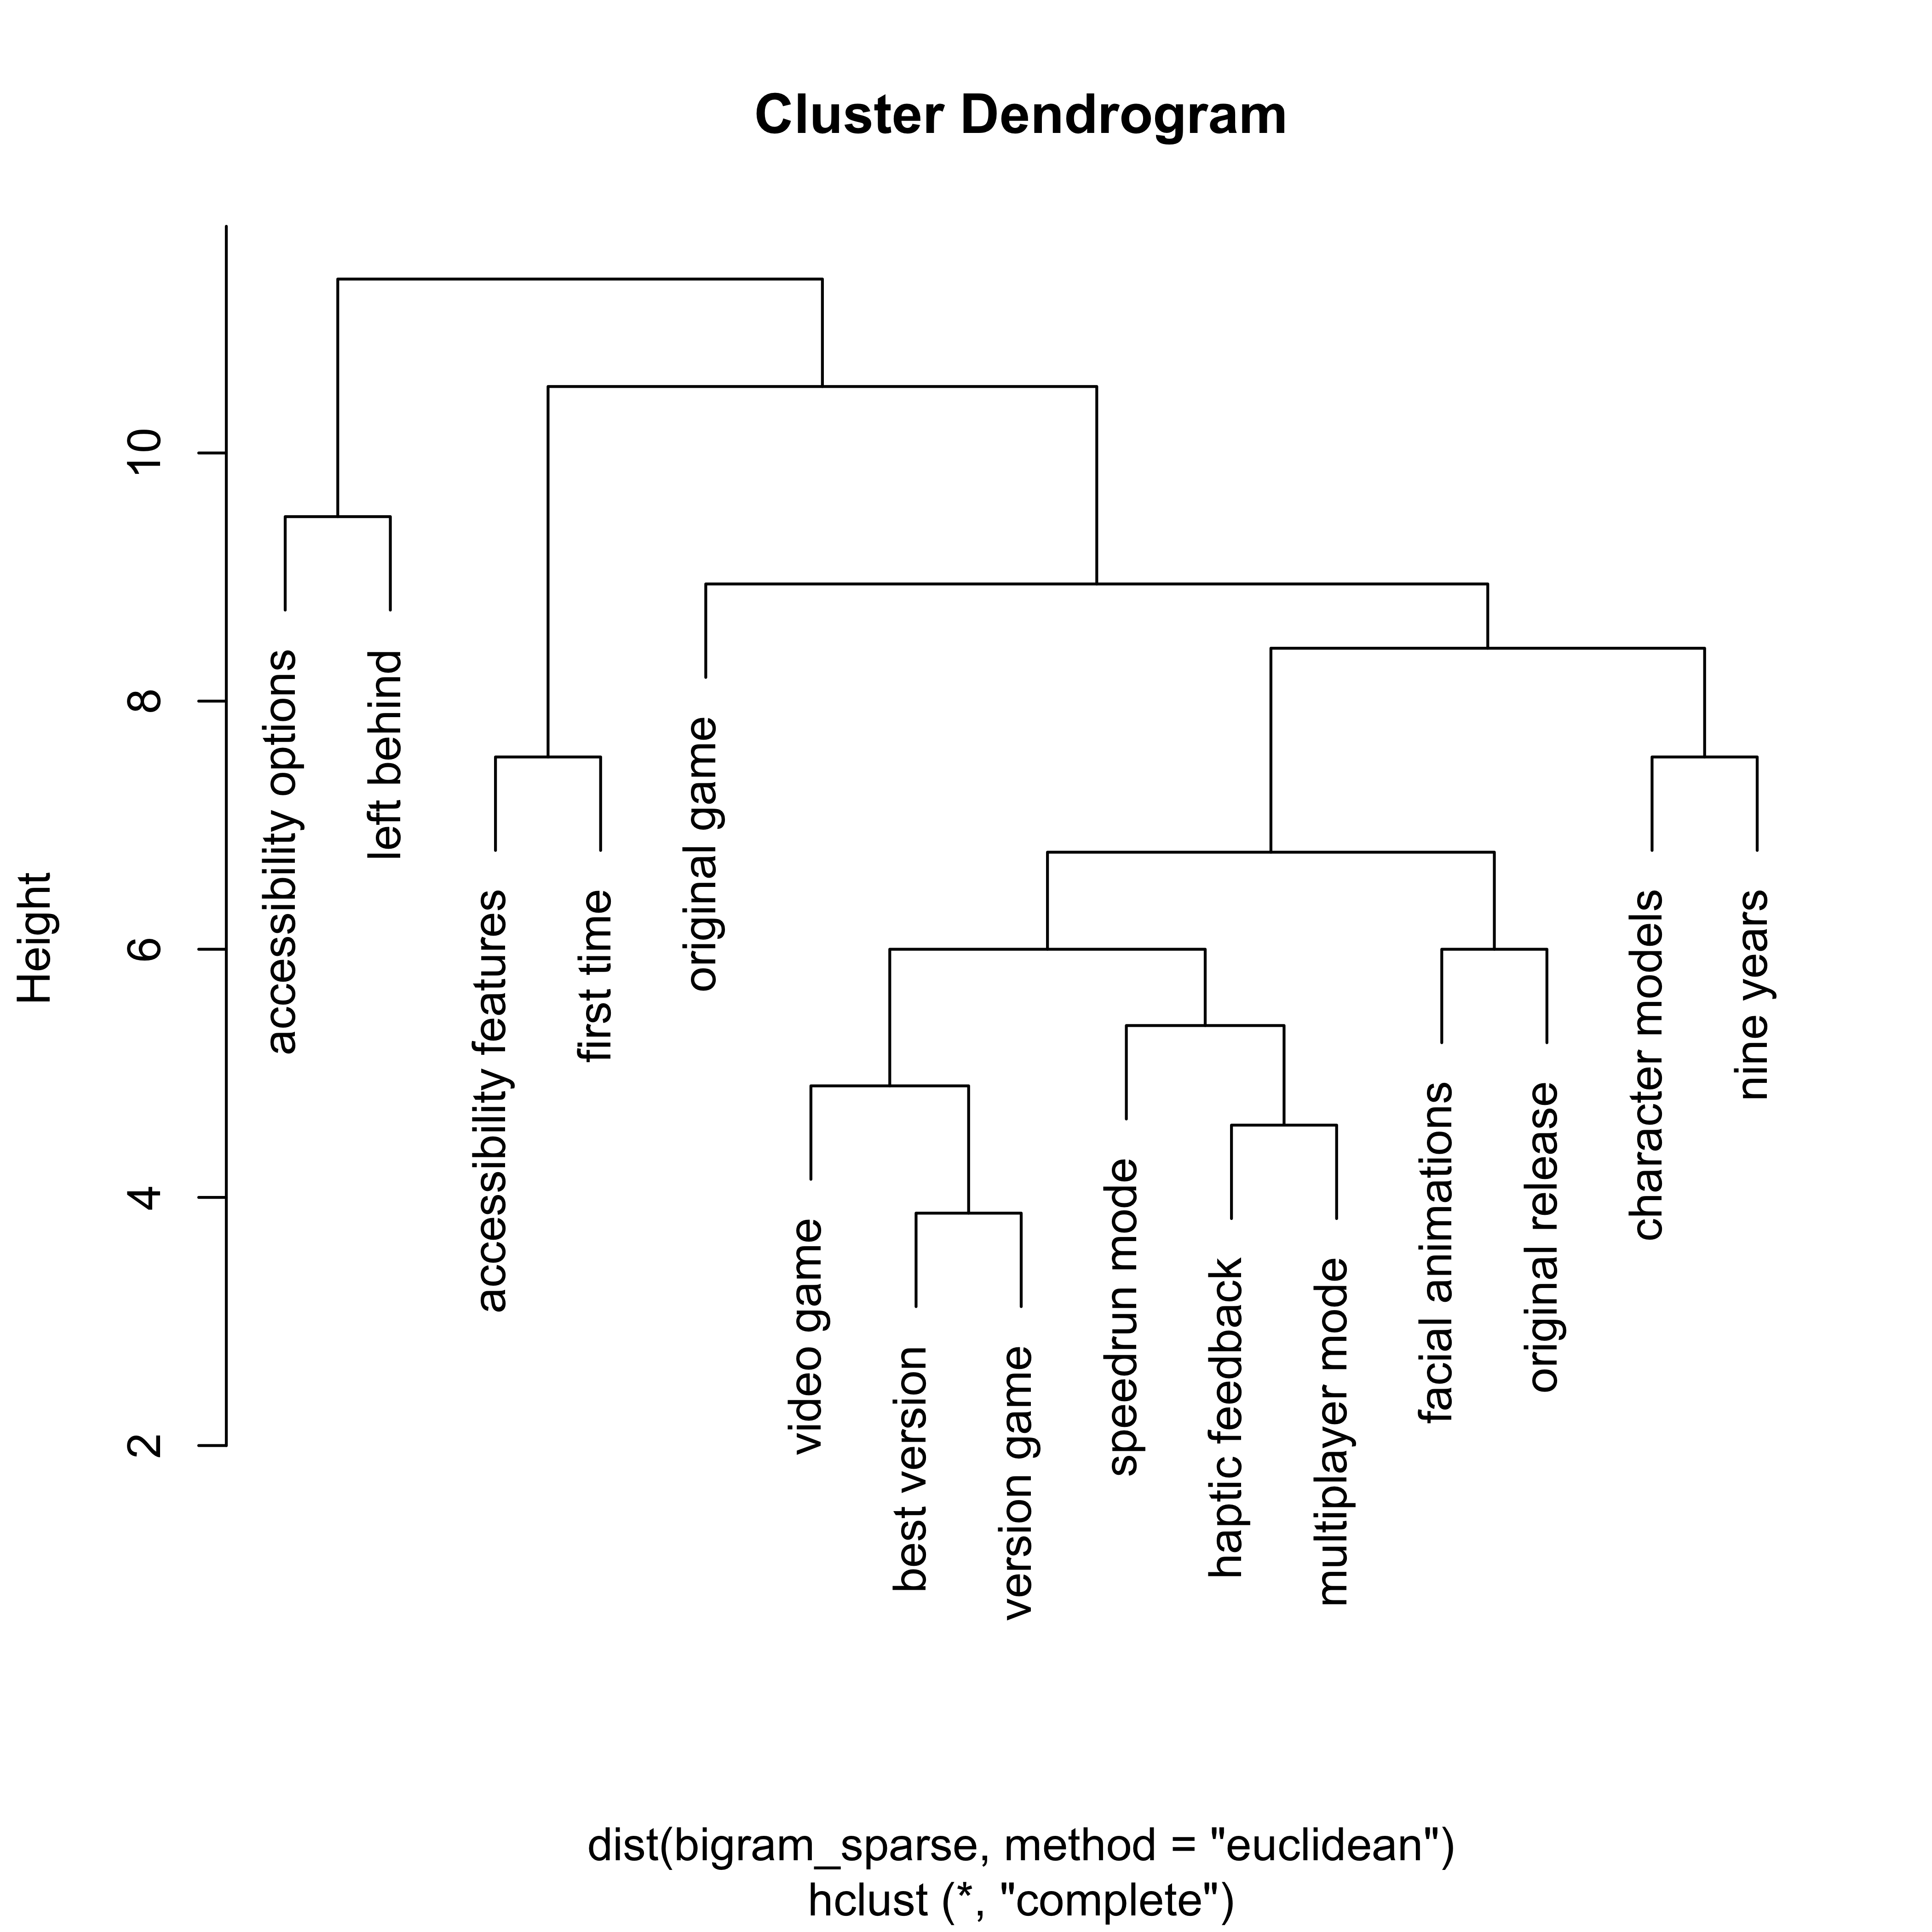 Cluster Dendrogram
Height
10
8
6
4
2
accessibility options
left behind
accessibility features
first time
original game
video game
best version
version game
speedrun mode
haptic feedback
multiplayer mode
facial animations
original release
character models
nine years
dist(bigram_sparse, method = "euclidean")
hclust (*, "complete")